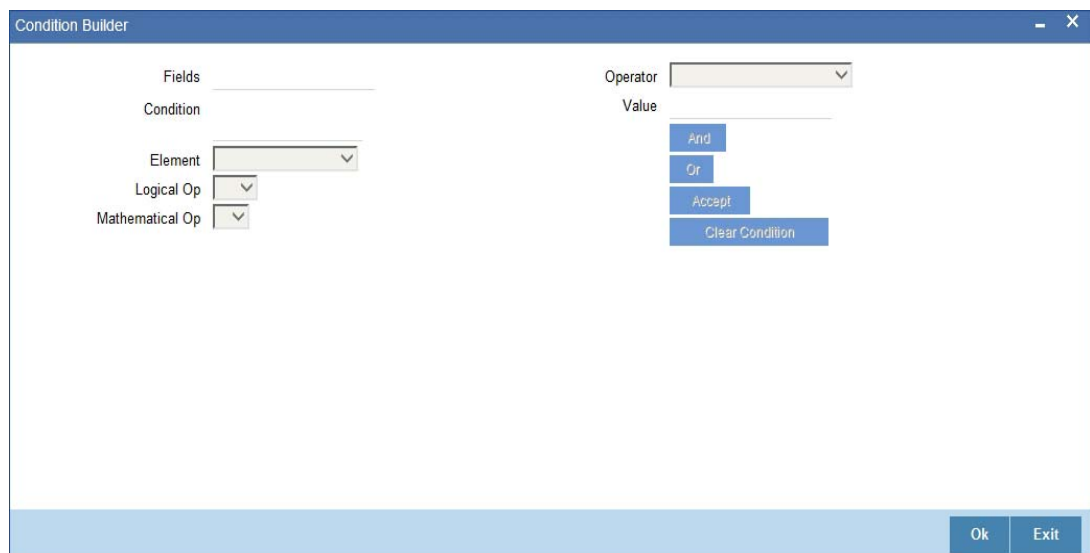 Condition Builder
Fields
Condition
Element
Logical Op
Mathematical Op
Operator
Value
And
Or
Accept
Clear Condition
Ok
Exit